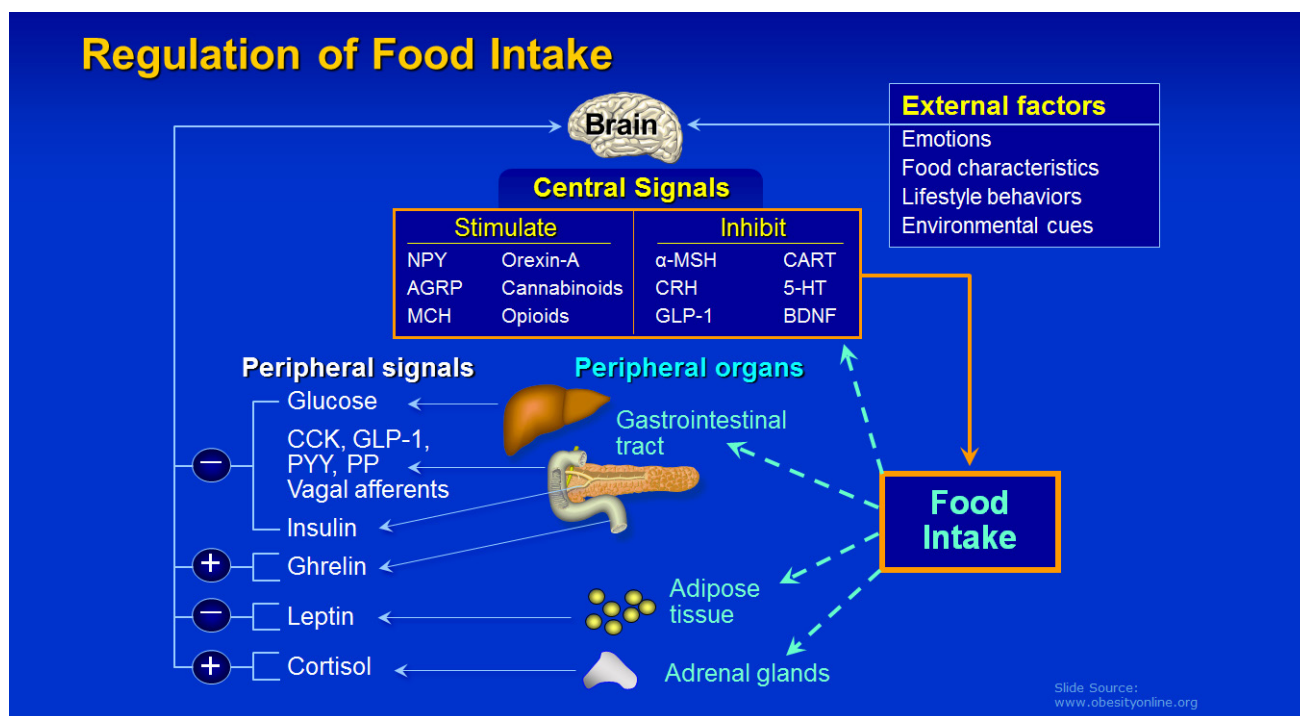 Regulation of Food Intake
Brain
External factors
Emotions
Food characteristics
Lifestyle behaviors
Environmental cues
Central Signals
Stimulate
Inhibit
NPY Orexin-A α-MSH CART
AGRP Cannabinoids CRH 5-HT
MCH Opioids GLP-1 BDNF
Peripheral signals
Peripheral organs
Glucose
CCK, GLP-1,
PYY, PP
Vagal afferents
Insulin
Ghrelin
Leptin
Cortisol
−
+
−
+
Gastrointestinal
tract
Adipose
tissue
Adrenal glands
Food
Intake
Slide Source:
www.obesityonline.org